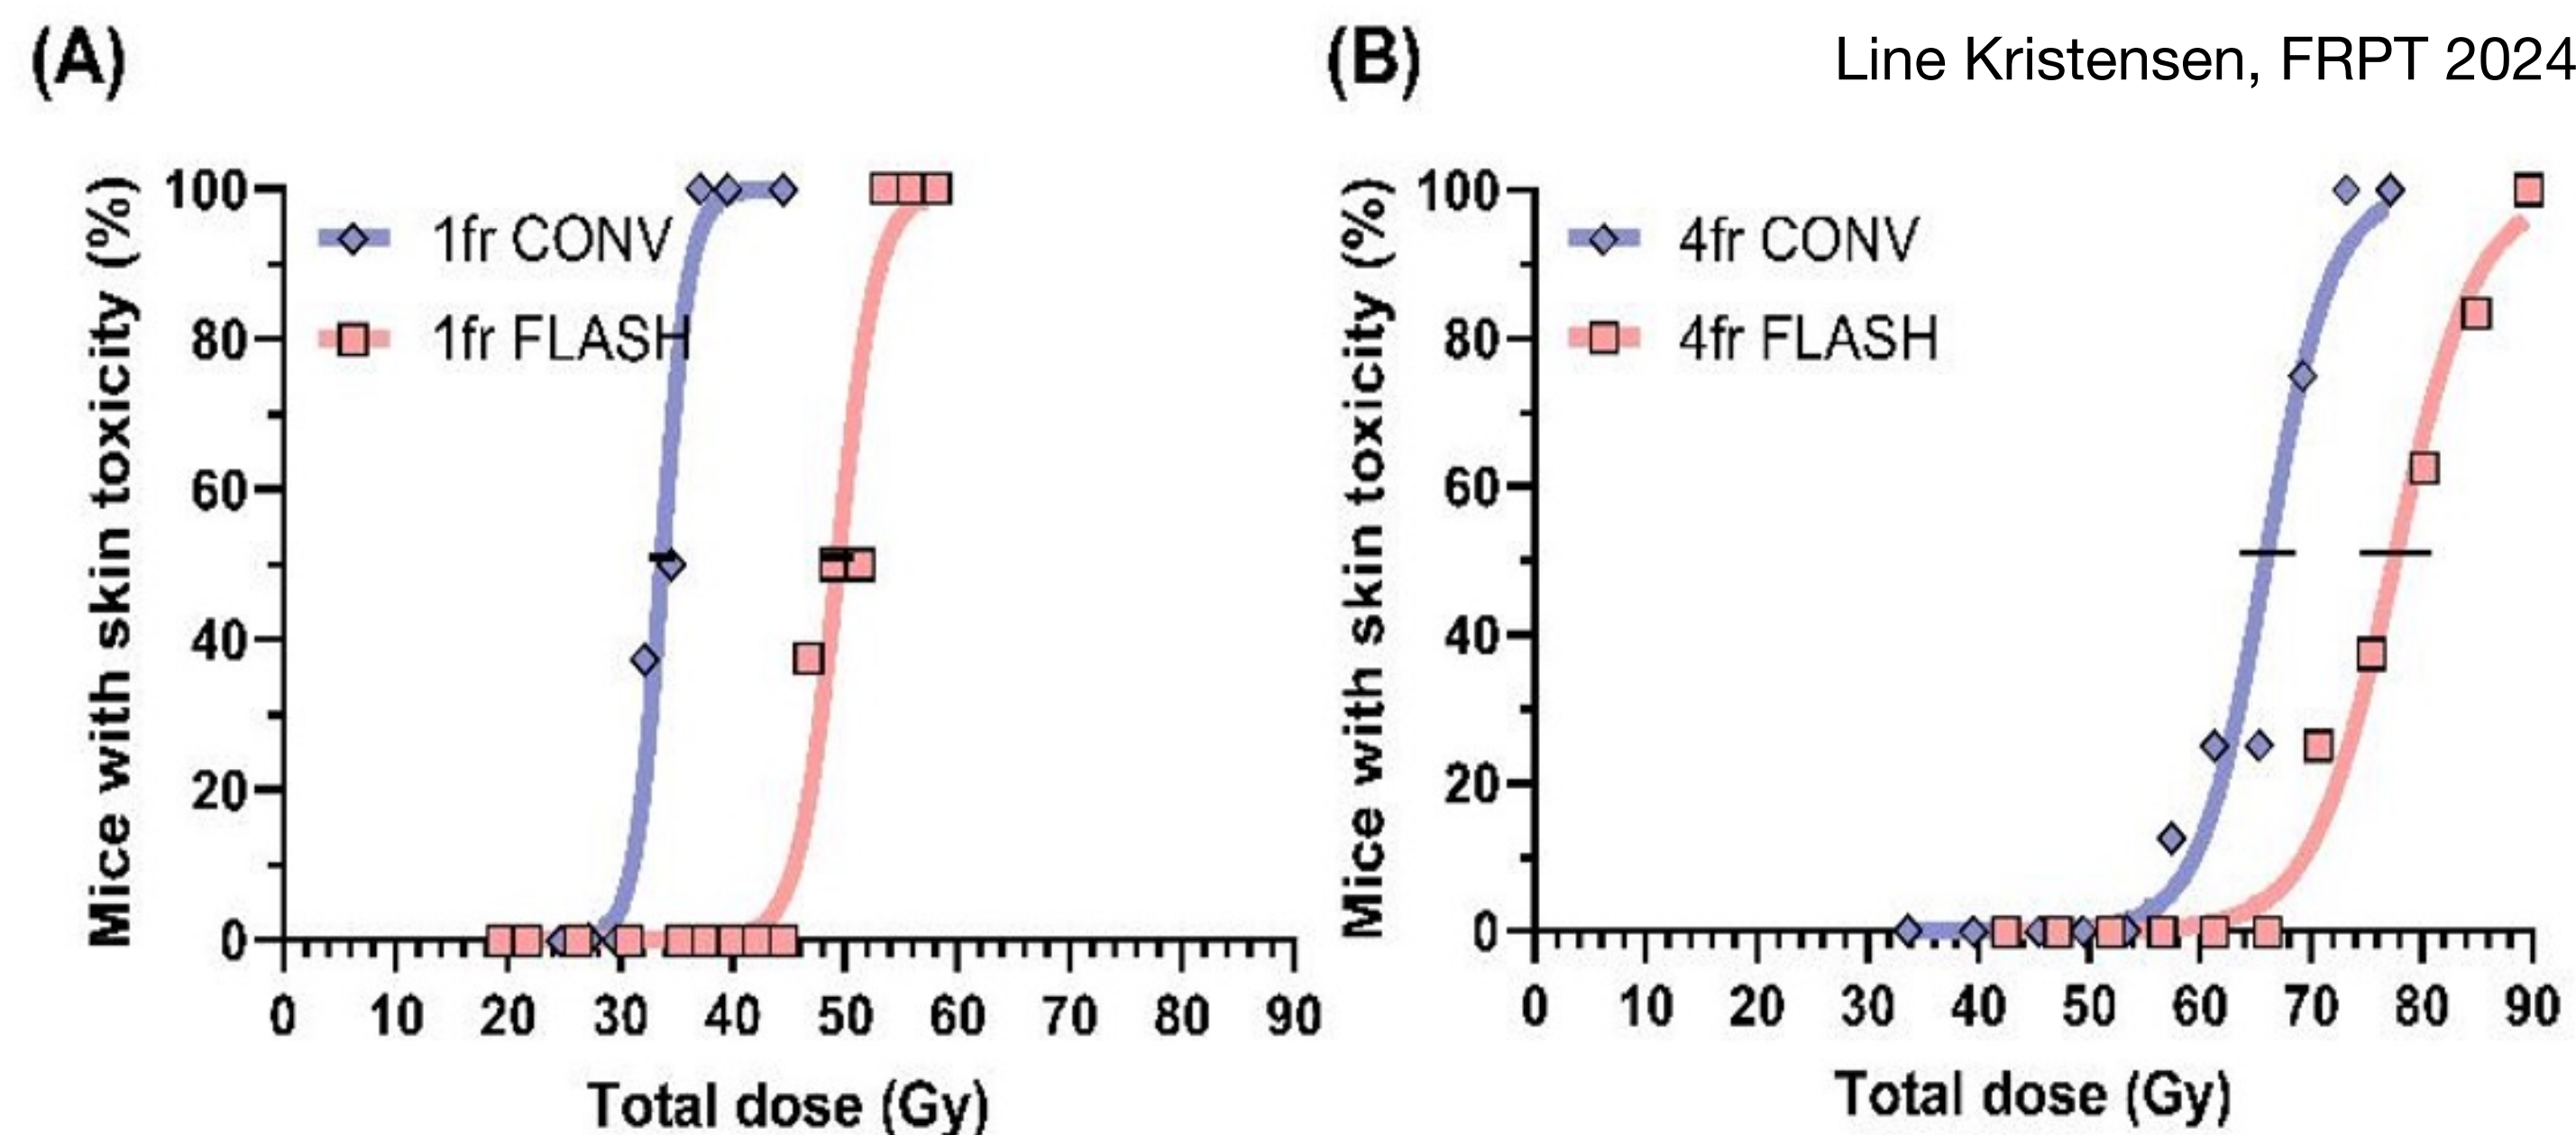 (A)
(B)
Line Kristensen, FRPT 2024
Mice with skin toxicity (%)
100
80
60
40
20
0
1fr CONV
1fr FLASH
0 10 20 30 40 50 60 70 80 90
Total dose (Gy)
Mice with skin toxicity (%)
100
80
60
40
20
0
4fr CONV
4fr FLASH
0 10 20 30 40 50 60 70 80 90
Total dose (Gy)